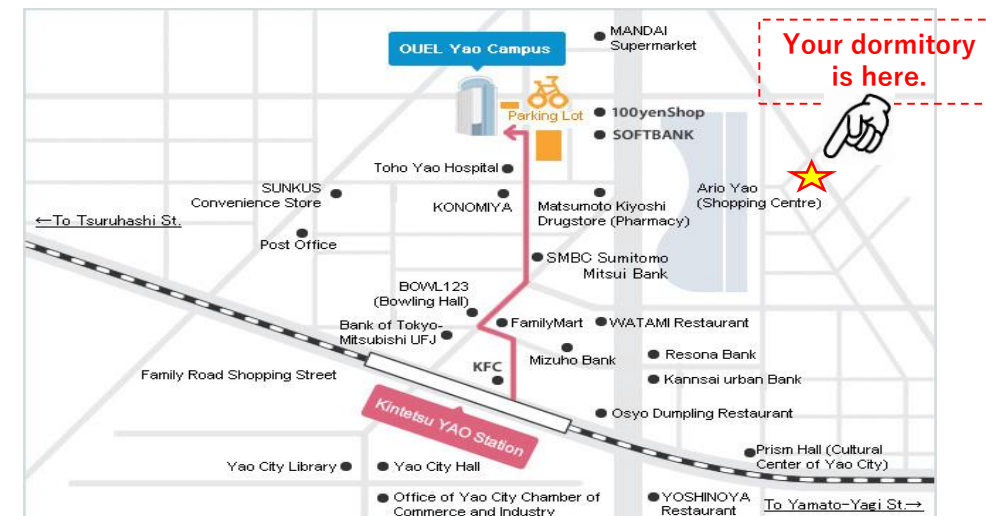 MANDAI
Supermarket
OUEL Yao Campus
Your dormitory
is here.
Parking Lot
100yenShop
SOFTBANK
Toho Yao Hospital
SUNKUS
Convenience Store
KONOMIYA
Matsumoto Kiyoshi
Drugstore (Pharmacy)
Ario Yao
(Shopping Centre)
←To Tsuruhashi St.
Post Office
SMBC Sumitomo
Mitsui Bank
BOWL123
(Bowling Hall)
Bank of Tokyo-
Mitsubishi UFJ
FamilyMart
WATAMI Restaurant
Mizuho Bank
Resona Bank
KFC
Family Road Shopping Street
Kannsai urban Bank
Kintetsu YAO Station
Osyo Dumpling Restaurant
Prism Hall (Cultural
Center of Yao City)
Yao City Library
Yao City Hall
Office of Yao City Chamber of
Commerce and Industry
YOSHINOYA
Restaurant
To Yamato-Yagi St.→